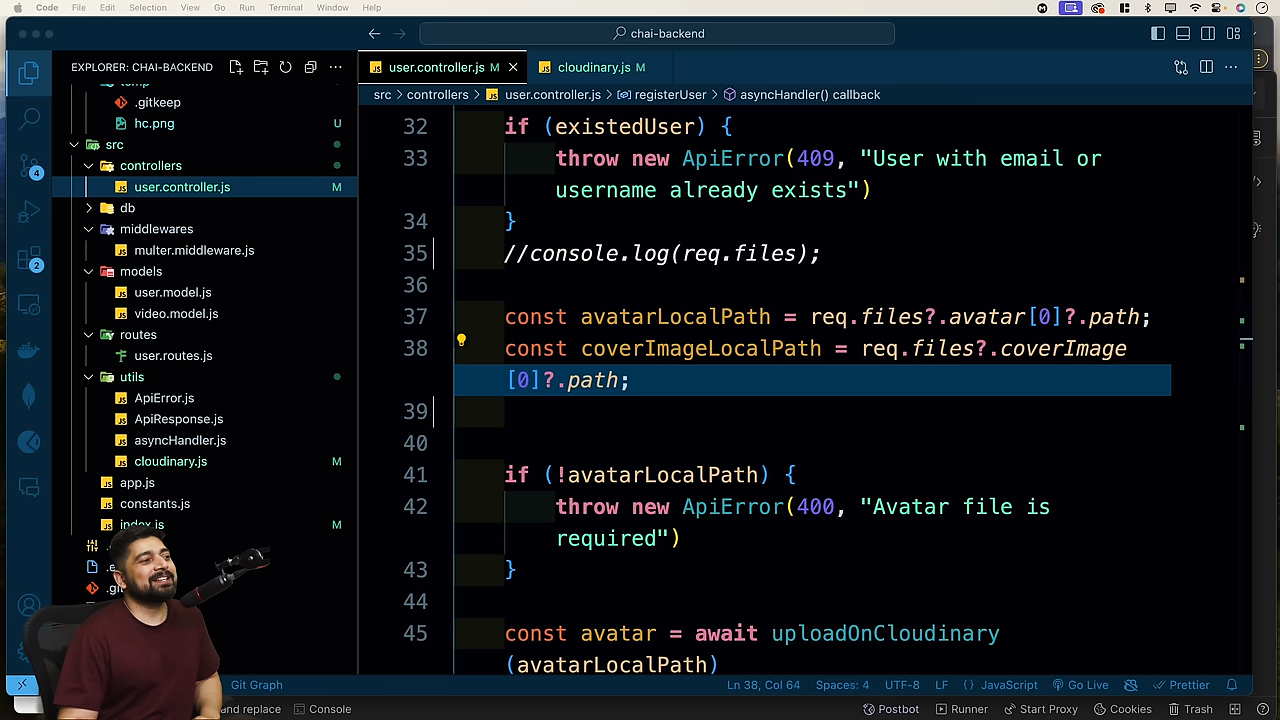 Code File Edit Selection View Go Run Terminal Window Help
chai-backend
EXPLORER: CHAI-BACKEND
user.controller.js M
cloudinary.js M
src > controllers > user.controller.js > registerUser > asyncHandler() callback
.gitkeep
hc.png U
src
controllers
user.controller.js M
db
middlewares
multer.middleware.js
models
user.model.js
video.model.js
routes
user.routes.js
utils
ApiError.js
ApiResponse.js
asyncHandler.js
cloudinary.js M
app.js
constants.js
index.js M
4
2
32 if (existedUser) {
33 throw new ApiError(409, "User with email or
username already exists")
34 }
35 //console.log(req.files);
36
37 const avatarLocalPath = req.files?.avatar[0]?.path;
38 const coverImageLocalPath = req.files?.coverImage
[0]?.path;
39
40
41 if (!avatarLocalPath) {
42 throw new ApiError(400, "Avatar file is
required")
43 }
44
45 const avatar = await uploadOnCloudinary
(avatarLocalPath)
Git Graph
Ln 38, Col 64 Spaces: 4 UTF-8 LF {} JavaScript Go Live Prettier
and replace Console Postbot Runner Start Proxy Cookies Trash